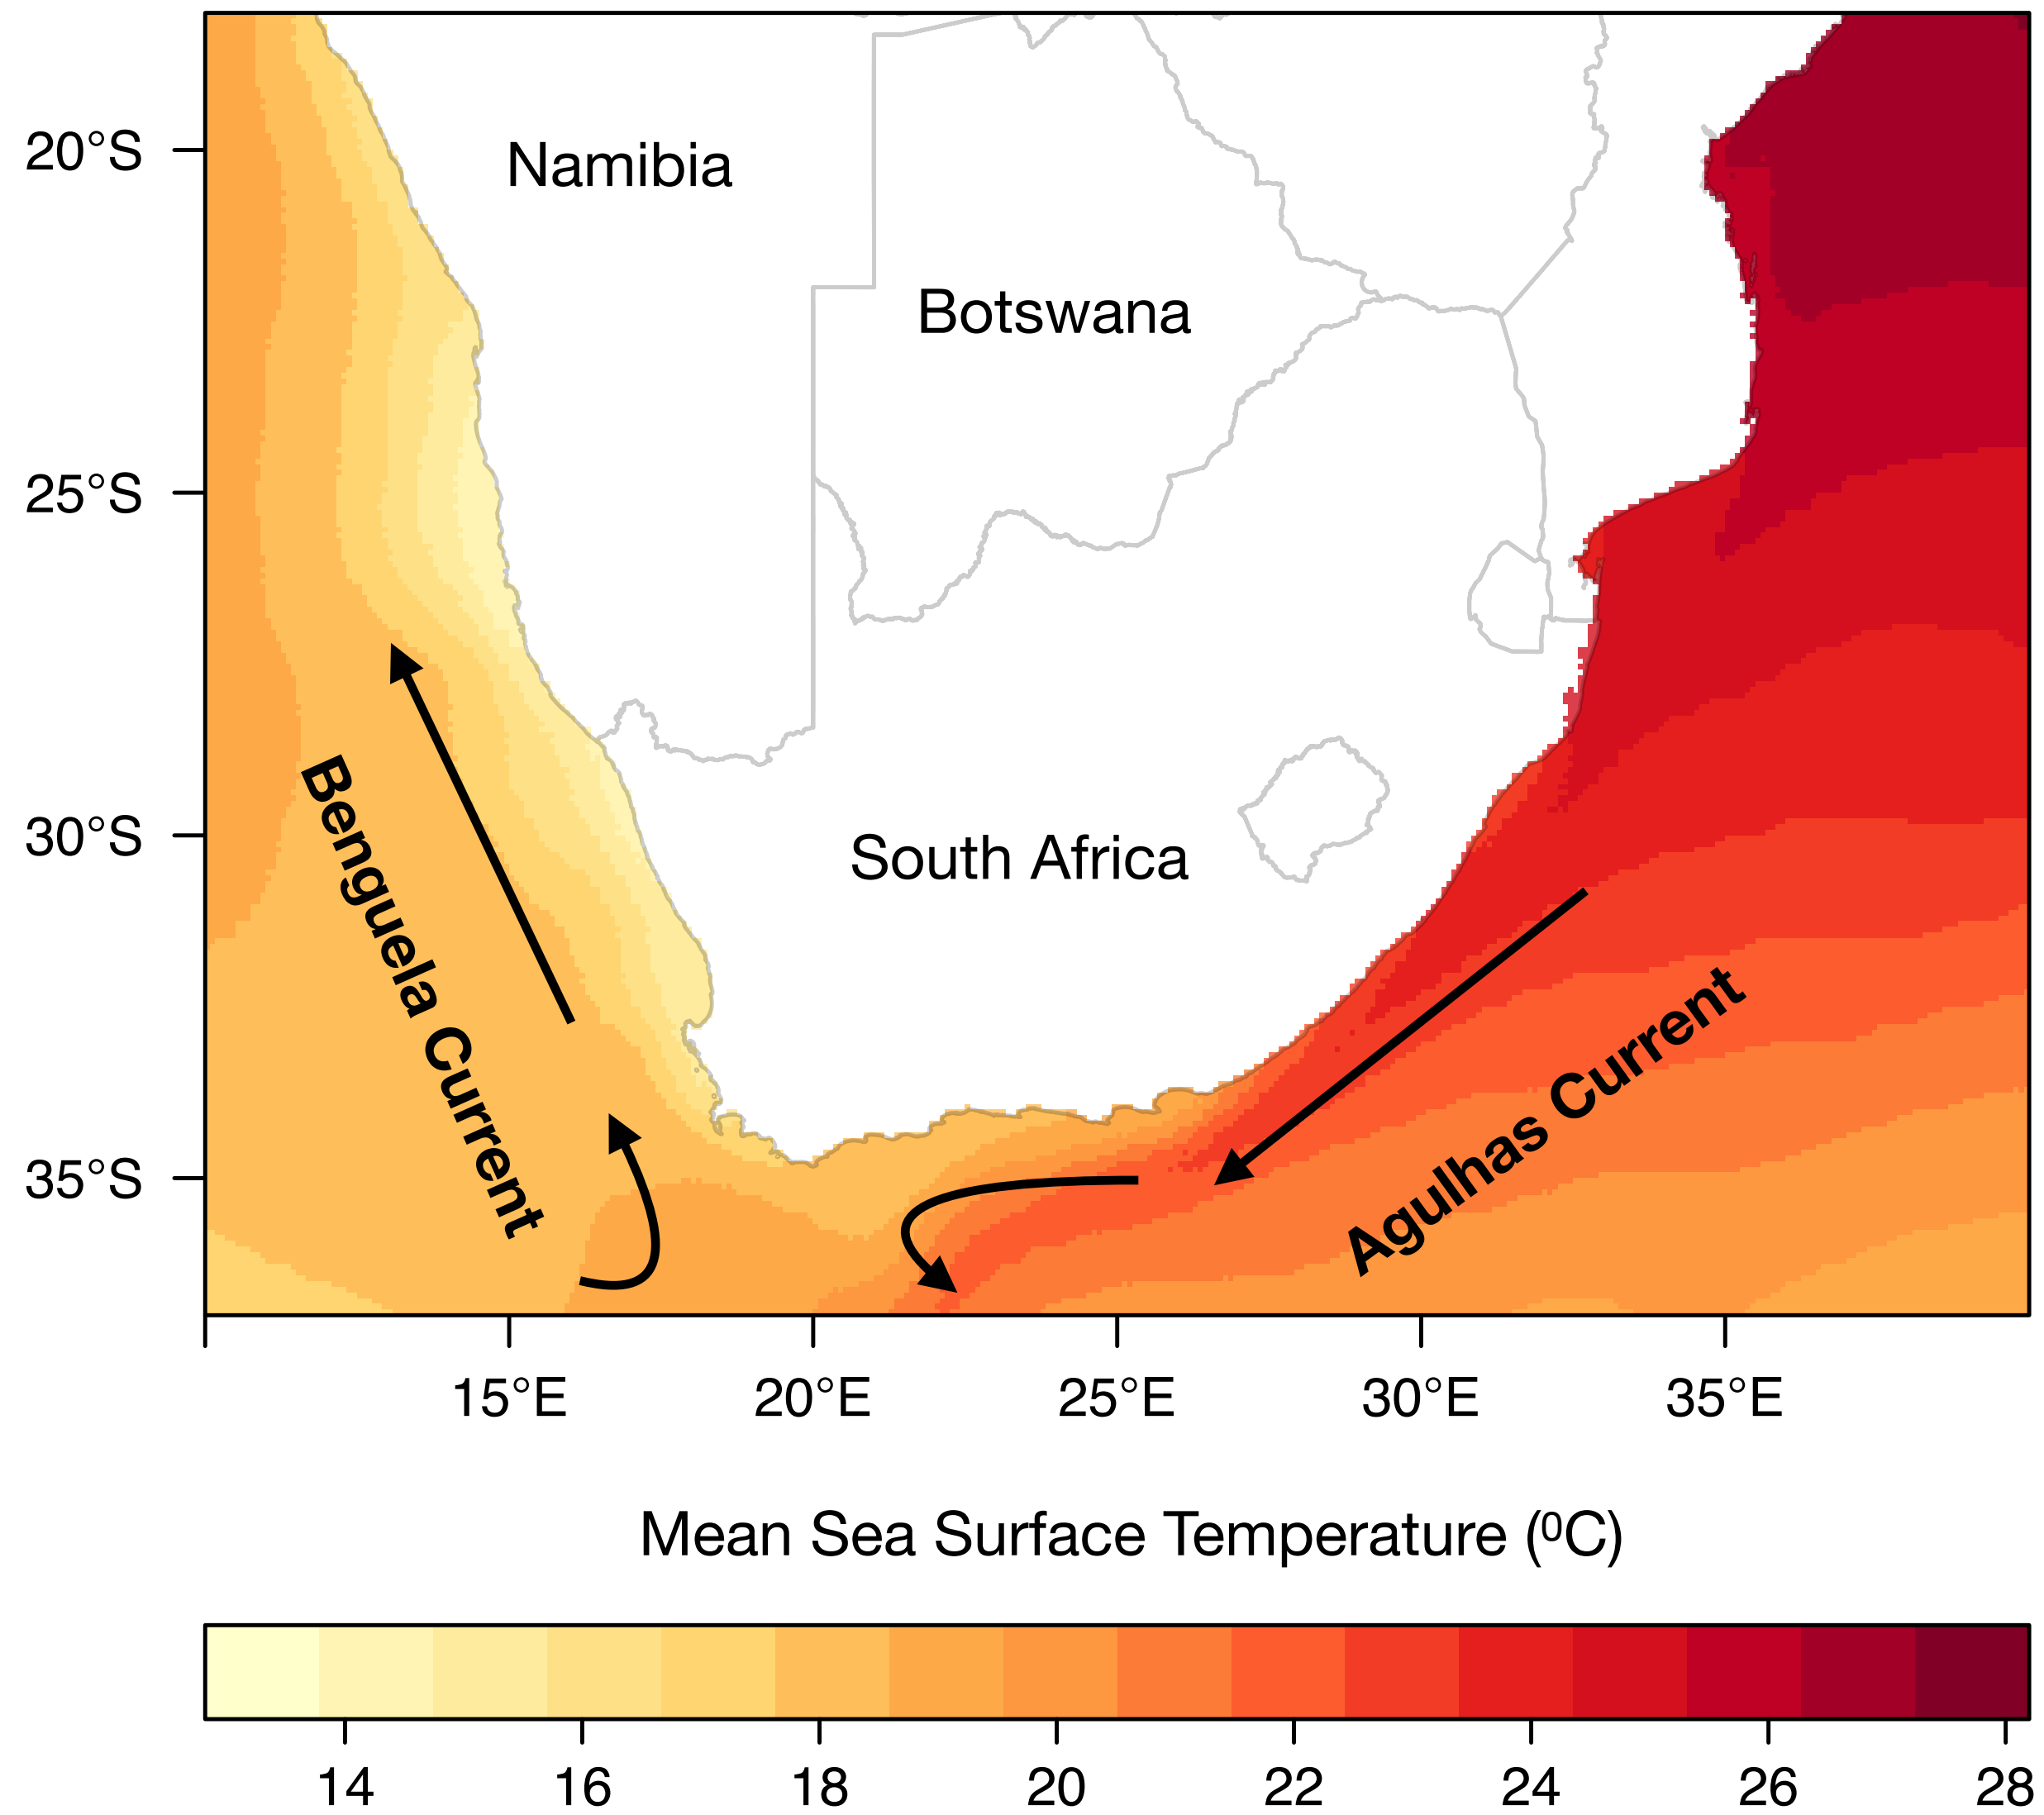 20°S
25°S
30°S
35°S
Namibia
Botswana
South Africa
Benguela Current
Agulhas Current
15°E 20°E 25°E 30°E 35°E
Mean Sea Surface Temperature (⁰C)
14 16 18 20 22 24 26 28